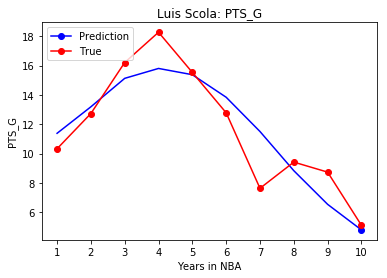 Luis Scola: PTS_G
Prediction
True
18
16
14
12
10
8
6
PTS_G
1 2 3 4 5 6 7 8 9 10
Years in NBA